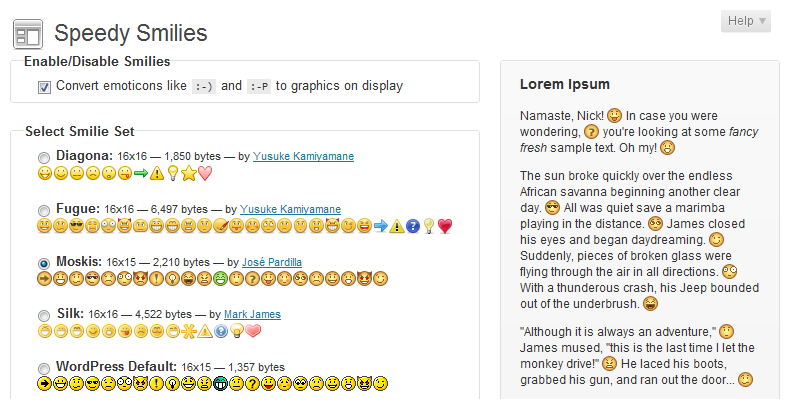 Help
Speedy Smilies
Enable/Disable Smilies
Convert emoticons like :-) and :-P to graphics on display
Select Smilie Set
Diagona: 16x16 — 1,850 bytes — by Yusuke Kamiyamane
Fugue: 16x16 — 6,497 bytes — by Yusuke Kamiyamane
Moskis: 16x15 — 2,210 bytes — by José Pardilla
Silk: 16x16 — 4,522 bytes — by Mark James
WordPress Default: 16x15 — 1,357 bytes
Lorem Ipsum
Namaste, Nick! In case you were
wondering, you're looking at some fancy
fresh sample text. Oh my!
The sun broke quickly over the endless
African savanna beginning another clear
day. All was quiet save a marimba
playing in the distance. James closed
his eyes and began daydreaming.
Suddenly, pieces of broken glass were
flying through the air in all directions.
With a thunderous crash, his Jeep bounded
out of the underbrush.
"Although it is always an adventure,"
James mused, "this is the last time I let the
monkey drive!" He laced his boots,
grabbed his gun, and ran out the door...